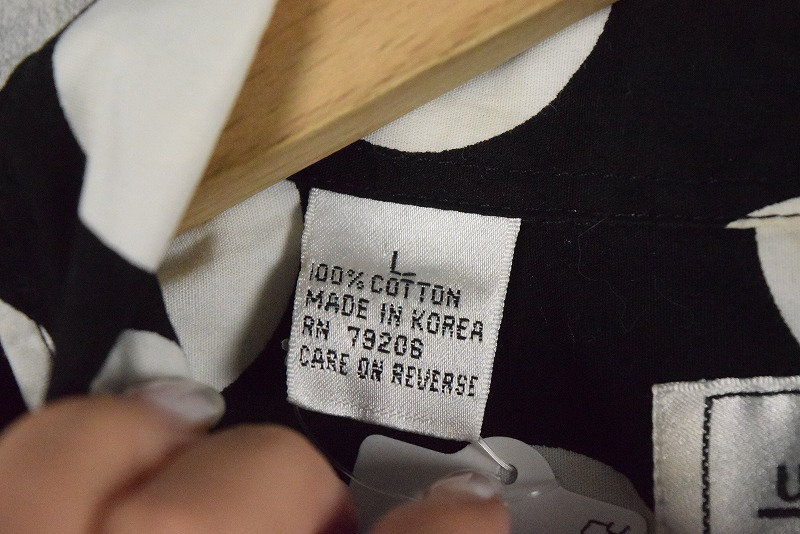 L
100% COTTON
MADE IN KOREA
RN 79206
CARE ON REVERSE